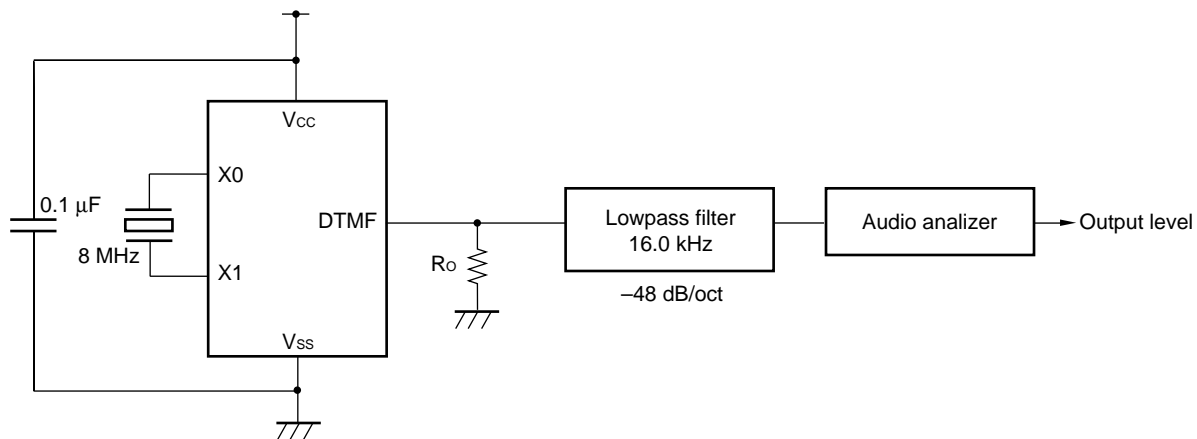 VCC
X0
0.1 μF
DTMF
Lowpass filter
16.0 kHz
Audio analizer
Output level
8 MHz
X1
RO
–48 dB/oct
VSS